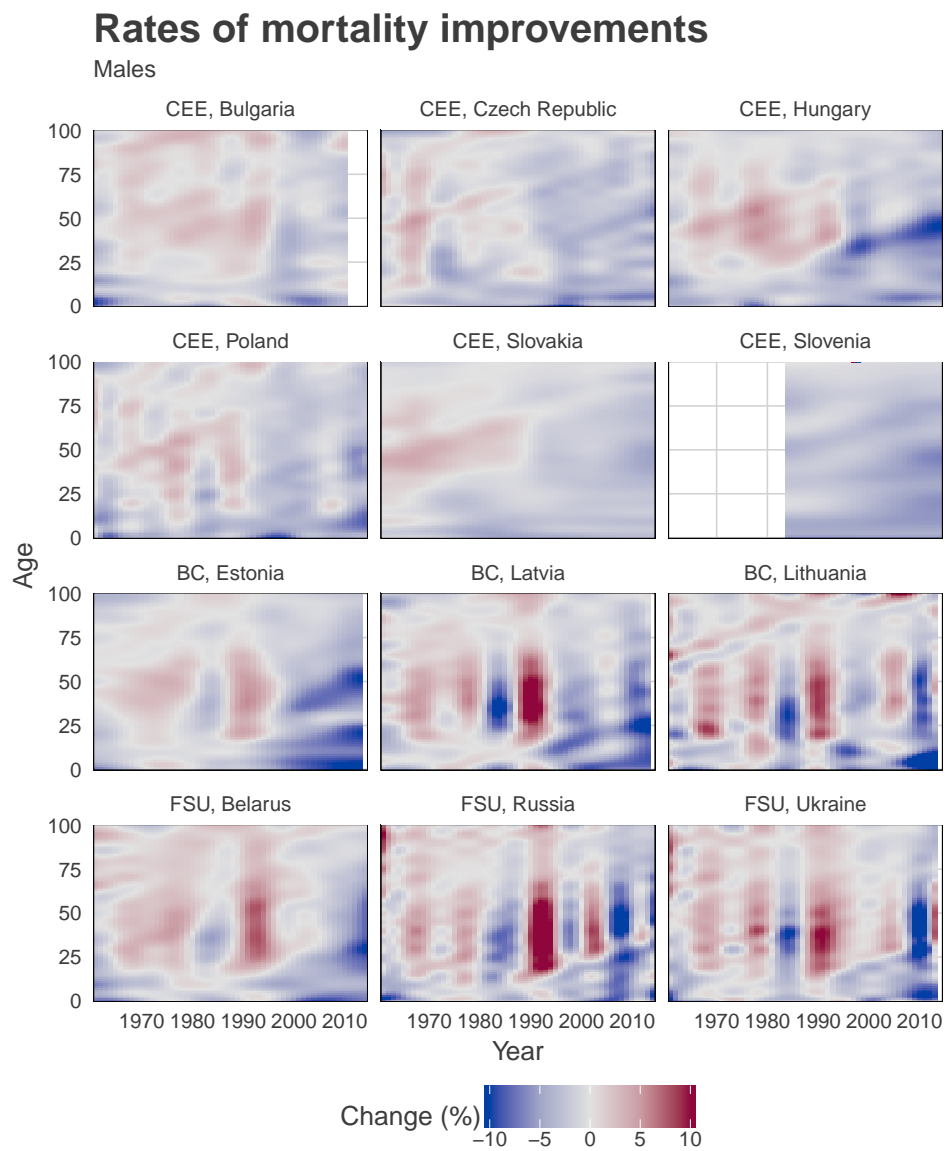 Rates of mortality improvements
Males
CEE, Bulgaria CEE, Czech Republic CEE, Hungary
100
75
50
25
0
CEE, Poland CEE, Slovakia CEE, Slovenia
100
75
50
25
0
Age
BC, Estonia BC, Latvia BC, Lithuania
100
75
50
25
0
FSU, Belarus FSU, Russia FSU, Ukraine
100
75
50
25
0
1970 1980 1990 2000 2010 1970 1980 1990 2000 2010 1970 1980 1990 2000 2010
Year
Change (%)
−10 −5 0 5 10